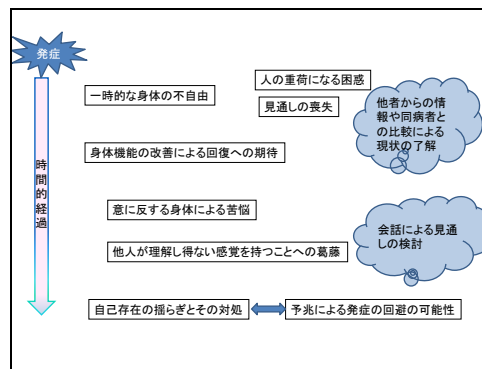 発症
人の重荷になる困惑
一時的な身体の不自由
見通しの喪失
他者からの情
報や同病者と
の比較による
現状の了解
身体機能の改善による回復への期待
時間的経過
意に反する身体による苦悩
会話による見通
しの検討
他人が理解し得ない感覚を持つことへの葛藤
自己存在の揺らぎとその対処
予兆による発症の回避の可能性